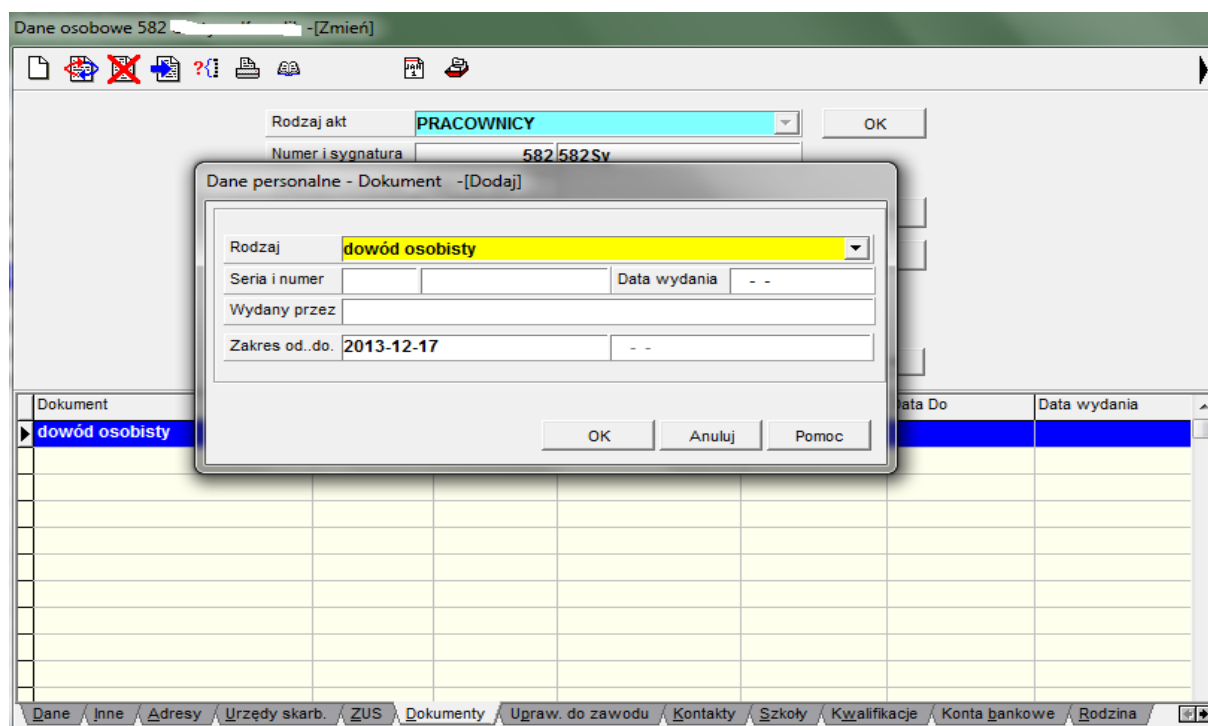 Dane osobowe 582 -[Zmień]
Rodzaj akt PRACOWNICY OK
Numer i sygnatura 582 582Sy
Dane personalne - Dokument -[Dodaj]
Rodzaj dowód osobisty
Seria i numer Data wydania - -
Wydany przez
Zakres od..do. 2013-12-17 - -
OK Anuluj Pomoc
Dokument Data Do Data wydania
dowód osobisty
Dane Inne Adresy Urzędy skarb. ZUS Dokumenty Upraw. do zawodu Kontakty Szkoły Kwalifikacje Konta bankowe Rodzina